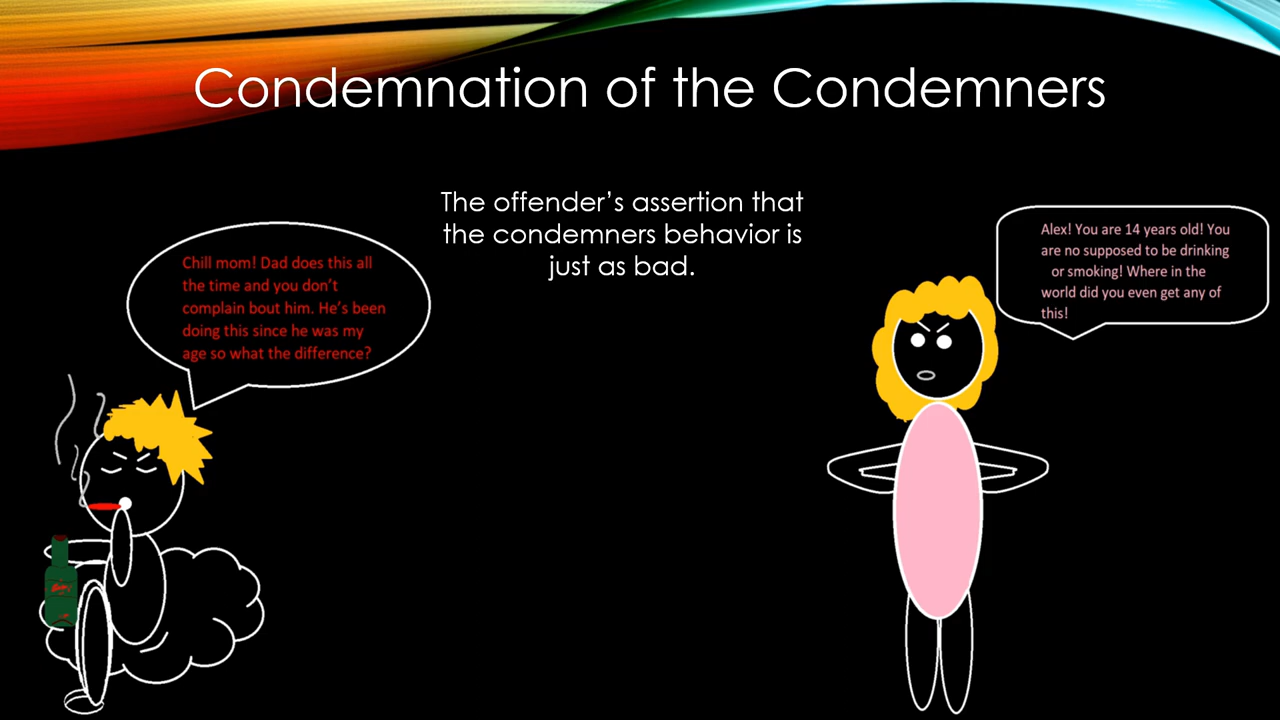 Condemnation of the Condemners
The offender’s assertion that
the condemners behavior is
just as bad.
Chill mom! Dad does this all
the time and you don’t
complain bout him. He’s been
doing this since he was my
age so what the difference?
Alex! You are 14 years old! You
are no supposed to be drinking
or smoking! Where in the
world did you even get any of
this!